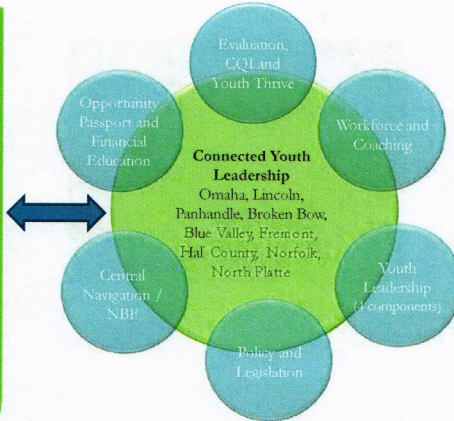 Evaluation,
CQI and
Youth Thrive
Opportunity
Passport and
Financial
Education
Workforce and
Coaching
Connected Youth
Leadership
Omaha, Lincoln,
Panhandle, Broken Bow,
Blue Valley, Fremont,
Hall County, Norfolk,
North Platte
Central
Navigation /
NBF
Youth
Leadership
(4 components)
Policy and
Legislation